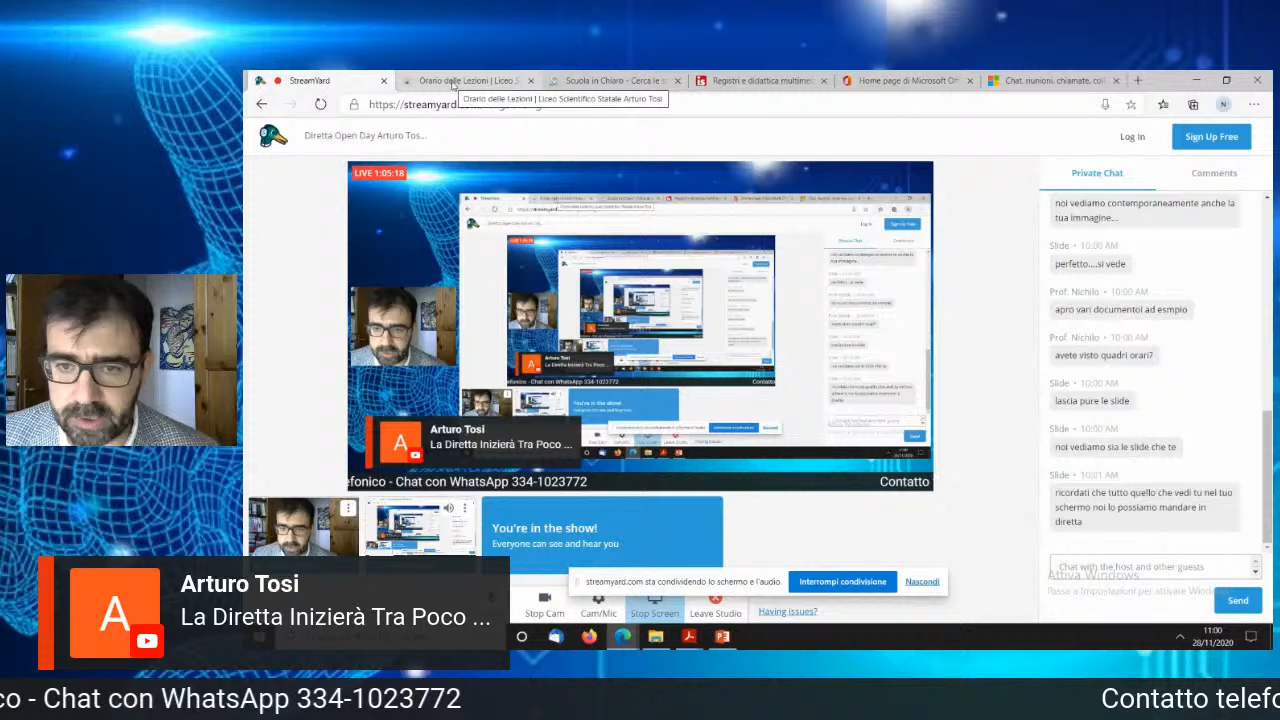 StreamYard
Orario delle Lezioni | Liceo S
Scuola in Chiaro - Cerca le sc
Registri e didattica multimed
Home page di Microsoft Of
Chat, riunioni, chiamate, col
https://streamyard.
Orario delle Lezioni | Liceo Scientifico Statale Arturo Tosi
Diretta Open Day Arturo Tos...
Log In
Sign Up Free
LIVE 1:05:18
Arturo Tosi
La Diretta Inizierà Tra Poco ...
efonico - Chat con WhatsApp 334-1023772
Contatto
Private Chat
Comments
noi vediamo contemporaneamente anche la
tua immagine...
Slide • 10:00 AM
perfetto....si vede
Prof. Nichilo • 10:00 AM
apro vari documentoi ad esmpio
Prof. Nichilo • 10:00 AM
avete visto quadri orari?
Slide • 10:00 AM
lascia pure le slide
Slide • 10:00 AM
noi vediamo sia le slide che te
Slide • 10:01 AM
ricordati che tutto quello che vedi tu nel tuo
schermo noi lo possiamo mandare in
diretta
Chat with the host and other guests
Attiva Windows
Passa a Impostazioni per attivare Windows
Send
You're in the show!
Everyone can see and hear you
streamyard.com sta condividendo lo schermo e l'audio.
Interrompi condivisione
Nascondi
Stop Cam
Cam/Mic
Stop Screen
Leave Studio
Having issues?
11:00
28/11/2020
A
Arturo Tosi
La Diretta Inizierà Tra Poco ...
co - Chat con WhatsApp 334-1023772
Contatto telefo